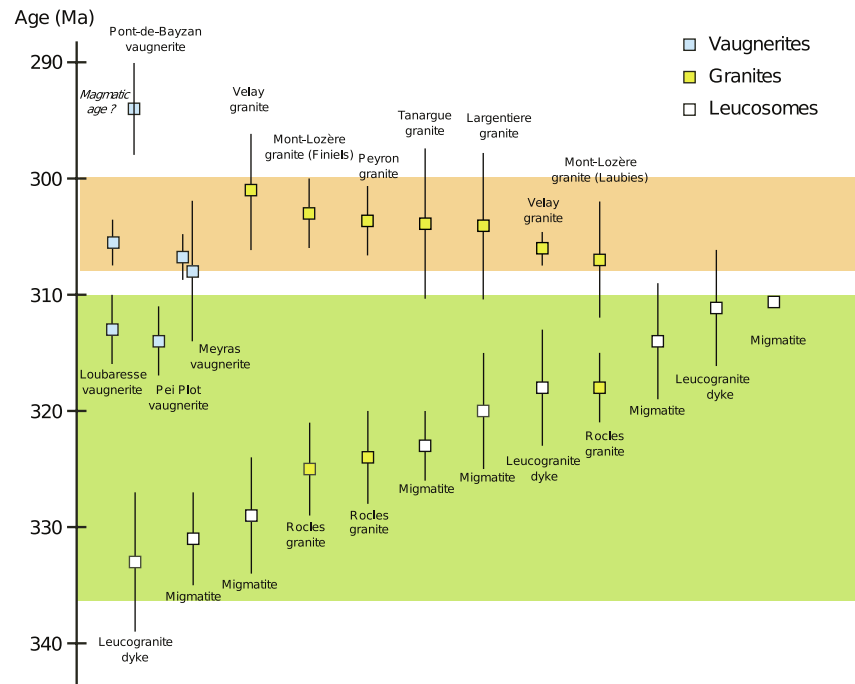 Age (Ma)
Pont-de-Bayzan
vaugnerite
Vaugnerites
Granites
Leucosomes
290
Magmatic
age ?
Velay
granite
Mont-Lozère
granite (Finiels)
Peyron
granite
Tanargue
granite
Largentiere
granite
Mont-Lozère
granite (Laubies)
300
Velay
granite
310
Meyras
vaugnerite
Loubaresse
vaugnerite
Pei Plot
vaugnerite
Migmatite
Leucogranite
dyke
Migmatite
320
Rocles
granite
Leucogranite
dyke
Migmatite
Migmatite
Rocles
granite
Rocles
granite
330
Migmatite
Migmatite
Leucogranite
dyke
340